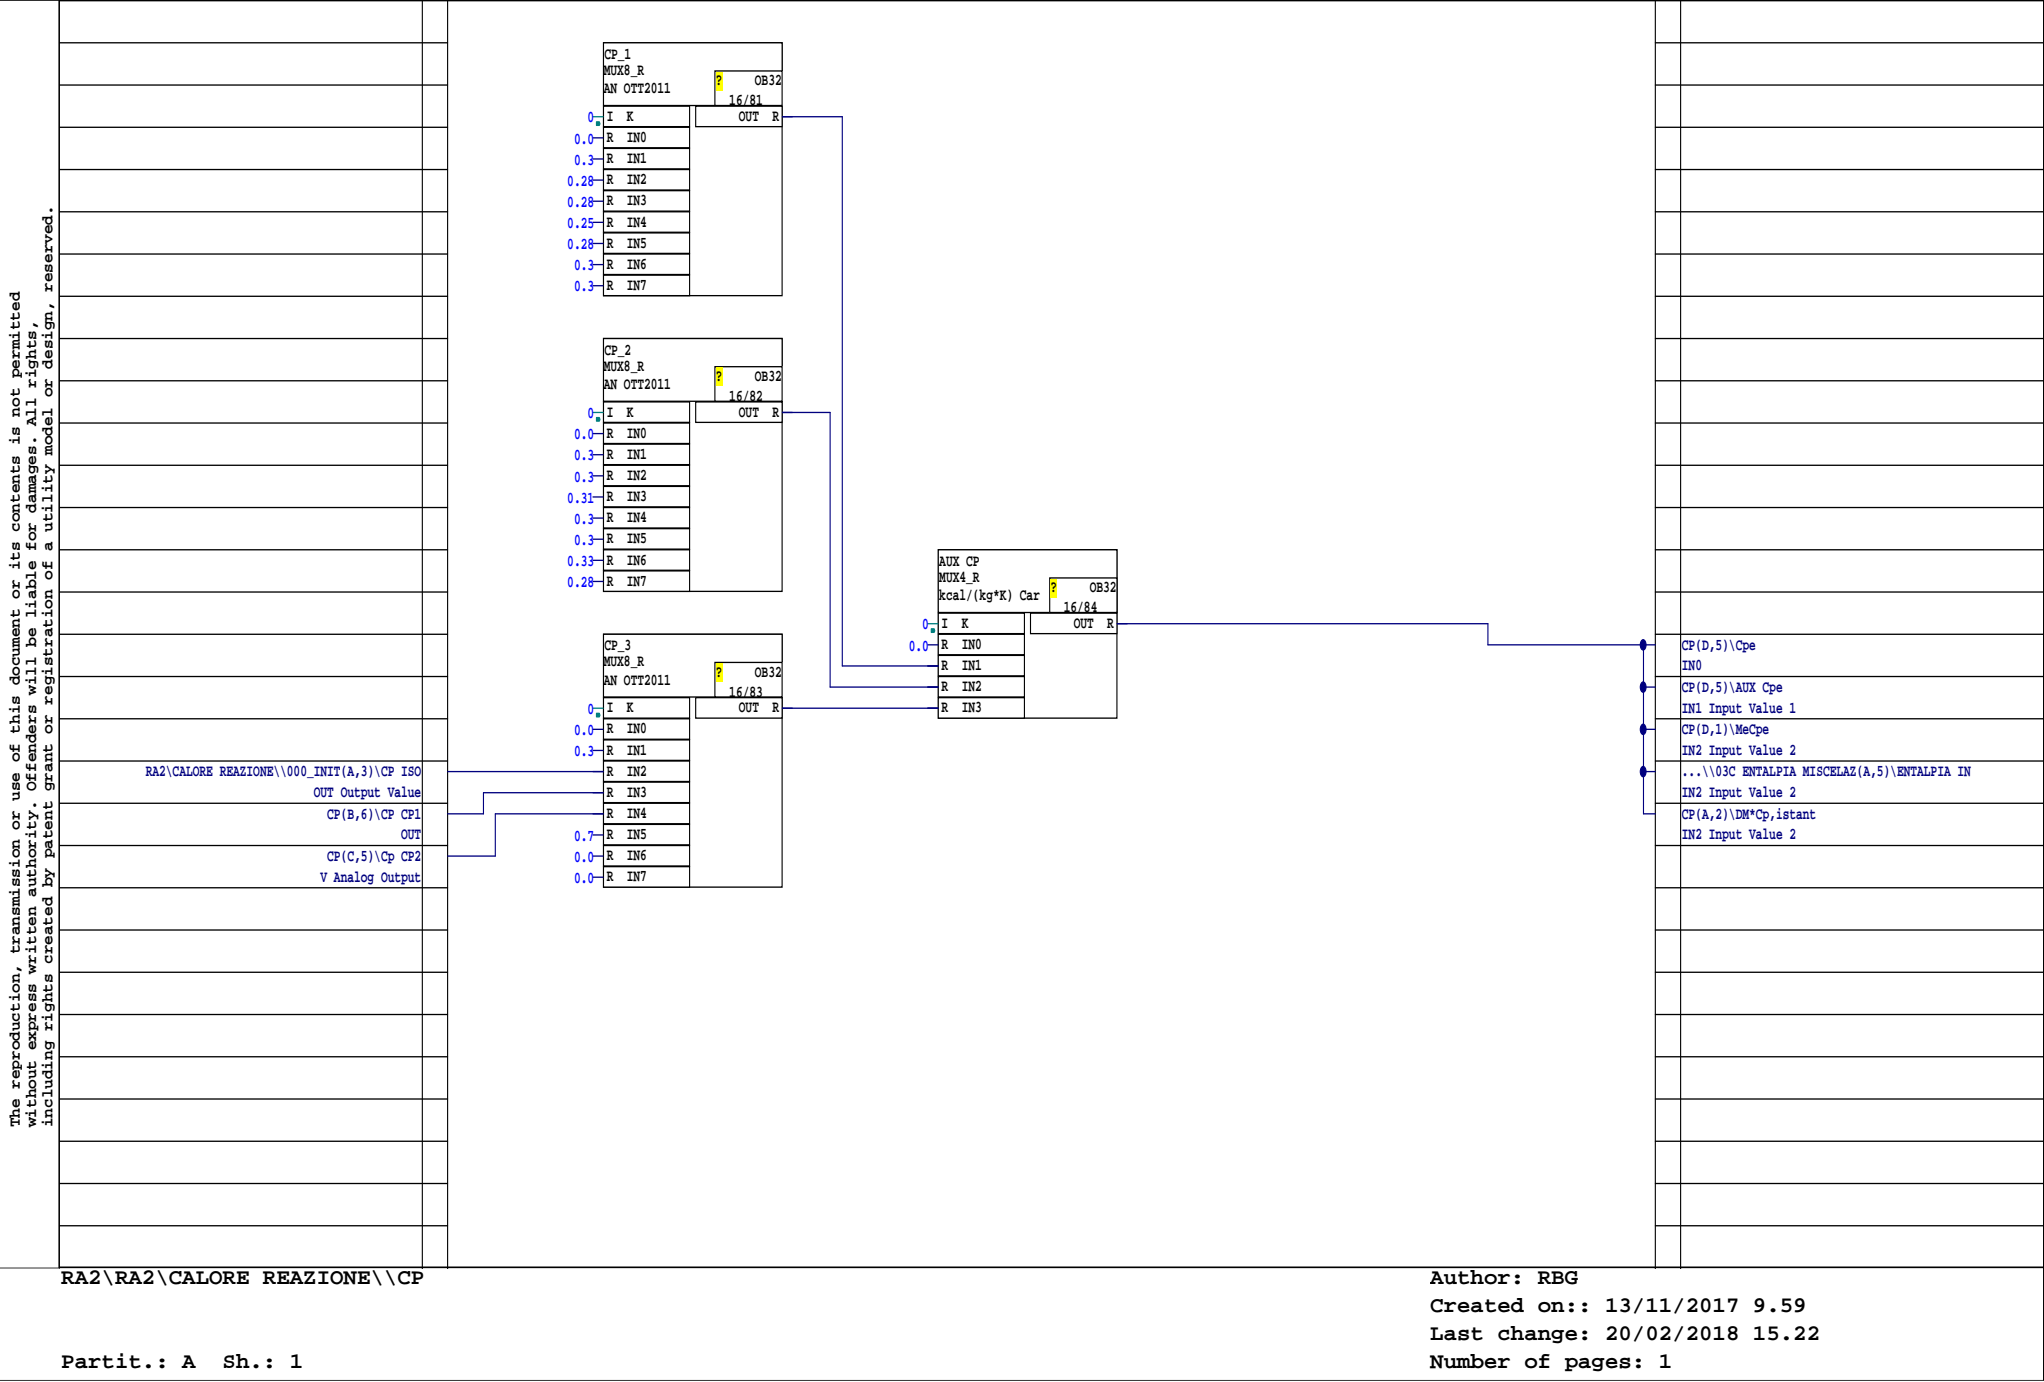 The reproduction, transmission or use of this document or its contents is not permitted
without express written authority. Offenders will be liable for damages. All rights,
including rights created by patent grant or registration of a utility model or design, reserved.
CP_1
MUX8_R
AN OTT2011
? OB32
16/81
0 I K OUT R
0.0 R IN0
0.3 R IN1
0.28 R IN2
0.28 R IN3
0.25 R IN4
0.28 R IN5
0.3 R IN6
0.3 R IN7
CP_2
MUX8_R
AN OTT2011
? OB32
16/82
0 I K OUT R
0.0 R IN0
0.3 R IN1
0.3 R IN2
0.31 R IN3
0.3 R IN4
0.3 R IN5
0.33 R IN6
0.28 R IN7
CP_3
MUX8_R
AN OTT2011
? OB32
16/83
0 I K OUT R
0.0 R IN0
0.3 R IN1
R IN2
R IN3
R IN4
0.7 R IN5
0.0 R IN6
0.0 R IN7
RA2\CALORE REAZIONE\\000_INIT(A,3)\CP ISO
OUT Output Value
CP(B,6)\CP CP1
OUT
CP(C,5)\Cp CP2
V Analog Output
AUX CP
MUX4_R
kcal/(kg*K) Car
? OB32
16/84
0 I K OUT R
0.0 R IN0
R IN1
R IN2
R IN3
CP(D,5)\Cpe
IN0
CP(D,5)\AUX Cpe
IN1 Input Value 1
CP(D,1)\MeCpe
IN2 Input Value 2
...\\03C ENTALPIA MISCELAZ(A,5)\ENTALPIA IN
IN2 Input Value 2
CP(A,2)\DM*Cp,istant
IN2 Input Value 2
RA2\RA2\CALORE REAZIONE\\CP
Partit.: A Sh.: 1
Author: RBG
Created on:: 13/11/2017 9.59
Last change: 20/02/2018 15.22
Number of pages: 1